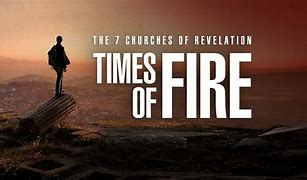 THE 7 CHURCHES OF REVELATION
TIMES
OF FIRE